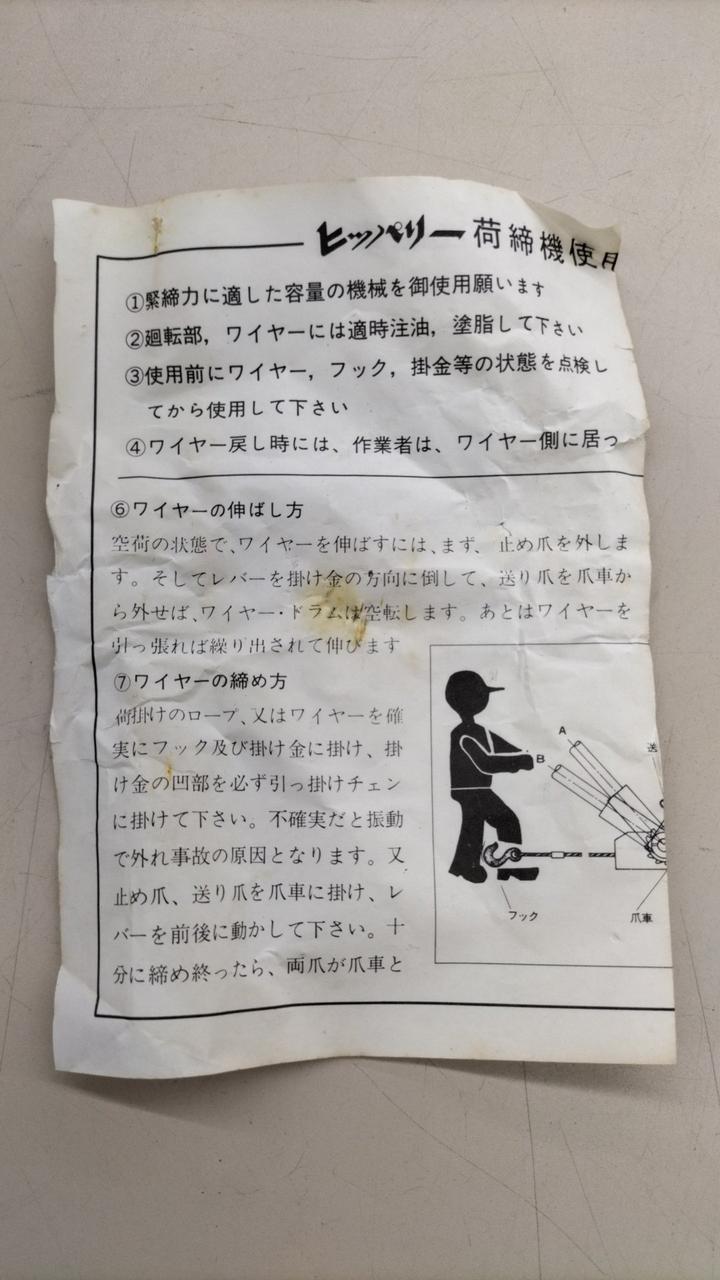 ヒッパリー荷締機使用
①緊締力に適した容量の機械を御使用願います
②廻転部，ワイヤーには適時注油，塗脂して下さい
③使用前にワイヤー，フック，掛金等の状態を点検し
てから使用して下さい
④ワイヤー戻し時には、作業者は、ワイヤー側に居っ
⑥ワイヤーの伸ばし方
空荷の状態で、ワイヤーを伸ばすには、まず、止め爪を外しま
す。そしてレバーを掛け金の方向に倒して、送り爪を爪車か
ら外せば、ワイヤー・ドラムは空転します。あとはワイヤーを
引っ張れば繰り出されて伸びます
⑦ワイヤーの締め方
荷掛けのロープ、又はワイヤーを確
実にフック及び掛け金に掛け、掛
け金の凹部を必ず引っ掛けチェン
に掛けて下さい。不確実だと振動
で外れ事故の原因となります。又
止め爪、送り爪を爪車に掛け、レ
バーを前後に動かして下さい。十
分に締め終ったら、両爪が爪車と
A
B
送
フック
爪車